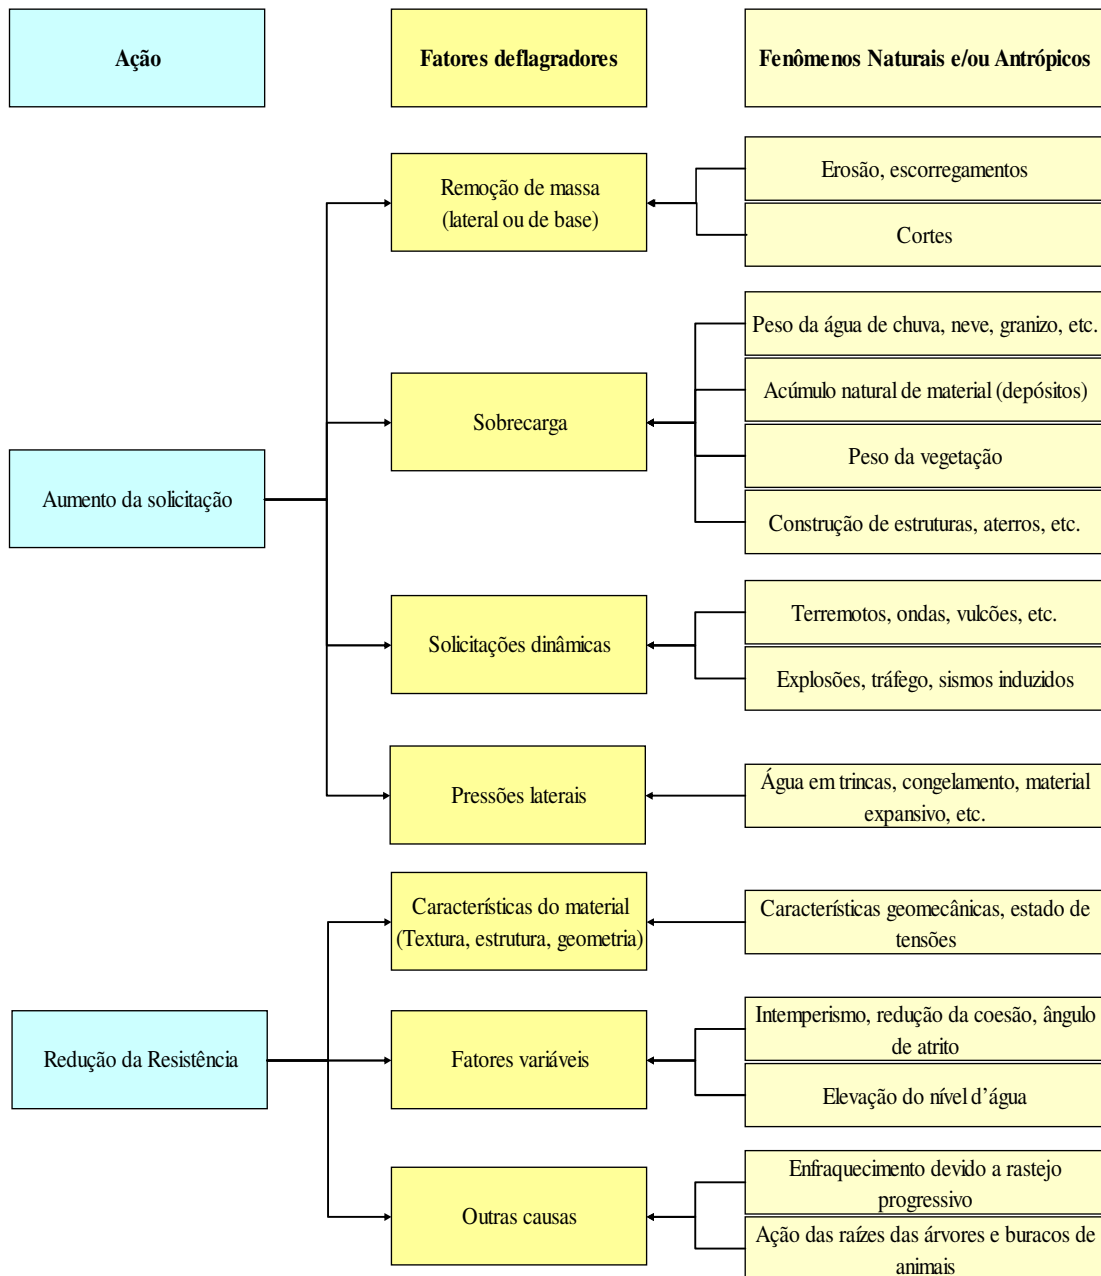 Ação
Fatores deflagradores
Fenômenos Naturais e/ou Antrópicos
Aumento da solicitação
Remoção de massa
(lateral ou de base)
Erosão, escorregamentos
Cortes
Sobrecarga
Peso da água de chuva, neve, granizo, etc.
Acúmulo natural de material (depósitos)
Peso da vegetação
Construção de estruturas, aterros, etc.
Solicitações dinâmicas
Terremotos, ondas, vulcões, etc.
Explosões, tráfego, sismos induzidos
Pressões laterais
Água em trincas, congelamento, material
expansivo, etc.
Redução da Resistência
Características do material
(Textura, estrutura, geometria)
Características geomecânicas, estado de
tensões
Fatores variáveis
Intemperismo, redução da coesão, ângulo
de atrito
Elevação do nível d’água
Outras causas
Enfraquecimento devido a rastejo
progressivo
Ação das raízes das árvores e buracos de
animais